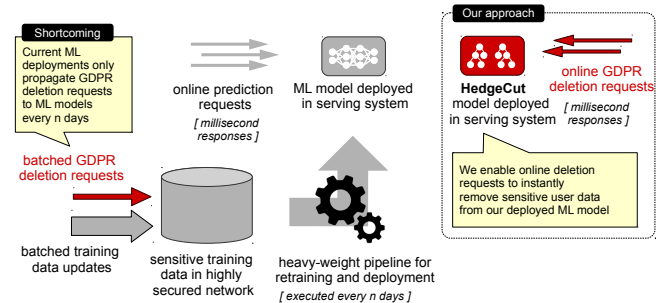 Shortcoming
Current ML
deployments only
propagate GDPR
deletion requests
to ML models
every n days
online prediction
requests
[ millisecond
responses ]
ML model deployed
in serving system
Our approach
HedgeCut
model deployed
in serving system
online GDPR
deletion requests
[ millisecond
responses ]
We enable online deletion
requests to instantly
remove sensitive user data
from our deployed ML model
batched GDPR
deletion requests
batched training
data updates
sensitive training
data in highly
secured network
heavy-weight pipeline for
retraining and deployment
[ executed every n days ]